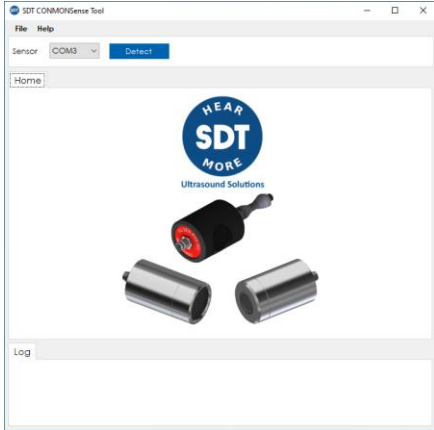 SDT CONMONSense Tool
File Help
Sensor COM3 Detect
Home
HEAR
SDT
MORE
Ultrasound Solutions
Log